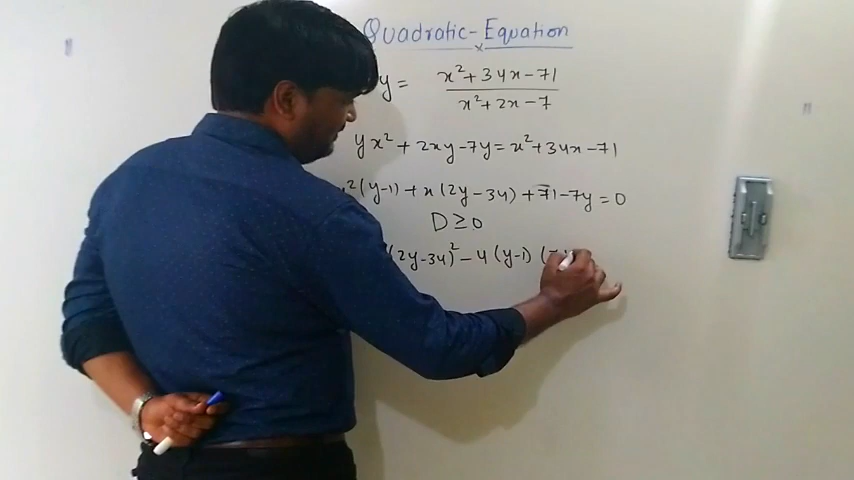 Quadratic-Equation
y = x²+34x-71 / x²+2x-7
yx² + 2xy-7y = x²+34x-71
x²(y-1) + x(2y-34) + 71-7y = 0
D ≥ 0
(2y-34)² - 4(y-1)